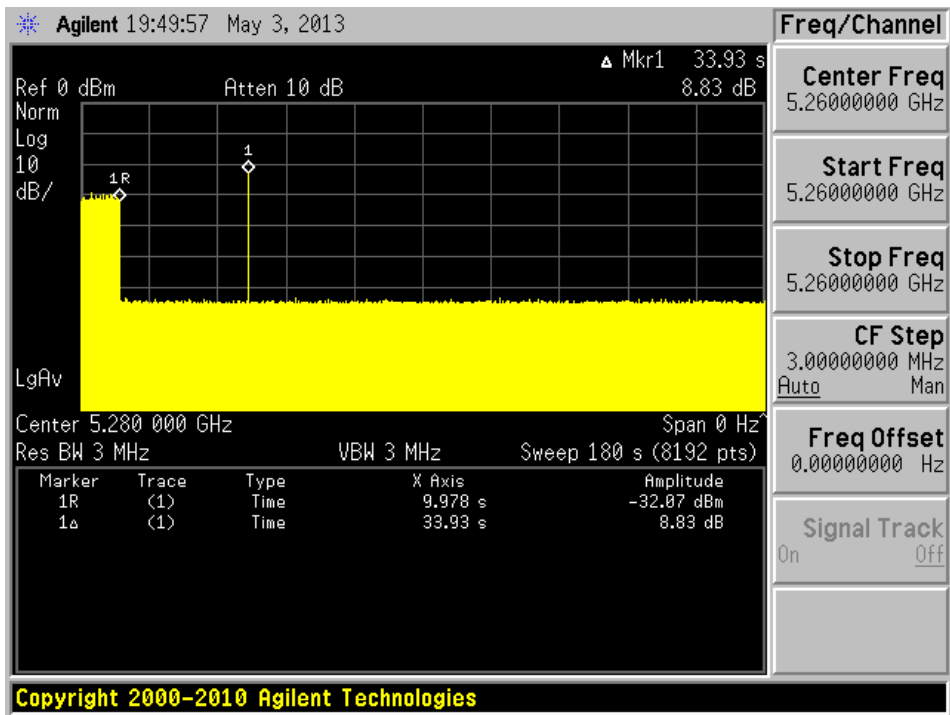 Agilent 19:49:57 May 3, 2013
Freq/Channel
▵ Mkr1 33.93 s
Ref 0 dBm Atten 10 dB 8.83 dB
Norm
Log
10
dB/
1R
1
LgAv
Center 5.280 000 GHz Span 0 Hz^
Res BW 3 MHz VBW 3 MHz Sweep 180 s (8192 pts)
Marker Trace Type X Axis Amplitude
1R (1) Time 9.978 s -32.07 dBm
1▵ (1) Time 33.93 s 8.83 dB
Center Freq
5.26000000 GHz
Start Freq
5.26000000 GHz
Stop Freq
5.26000000 GHz
CF Step
3.00000000 MHz
Auto Man
Freq Offset
0.00000000 Hz
Signal Track
On Off
Copyright 2000-2010 Agilent Technologies